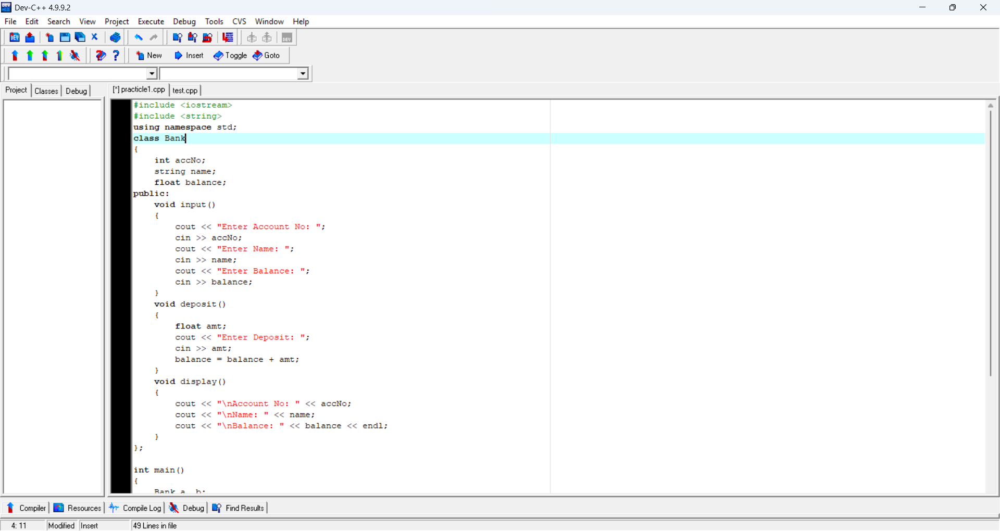 Dev-C++ 4.9.9.2
File Edit Search View Project Execute Debug Tools CVS Window Help
New Insert Toggle Goto
Project Classes Debug
[*] practicle1.cpp test.cpp
#include <iostream>
#include <string>
using namespace std;
class Bank
{
    int accNo;
    string name;
    float balance;
public:
    void input()
    {
        cout << "Enter Account No: ";
        cin >> accNo;
        cout << "Enter Name: ";
        cin >> name;
        cout << "Enter Balance: ";
        cin >> balance;
    }
    void deposit()
    {
        float amt;
        cout << "Enter Deposit: ";
        cin >> amt;
        balance = balance + amt;
    }
    void display()
    {
        cout << "\nAccount No: " << accNo;
        cout << "\nName: " << name;
        cout << "\nBalance: " << balance << endl;
    }
};
int main()
{
    Bank a, b;
Compiler Resources Compile Log Debug Find Results
4: 11 Modified Insert 49 Lines in file